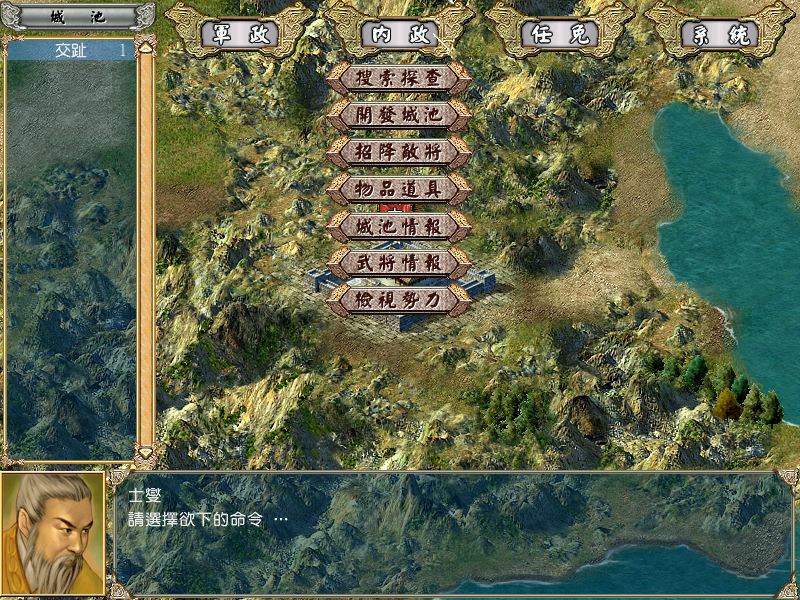 城池
軍政
內政
任免
系統
交趾 1
搜索探查
開發城池
招降敵將
物品道具
城池情報
武將情報
檢視勢力
士燮
請選擇欲下的命令 …